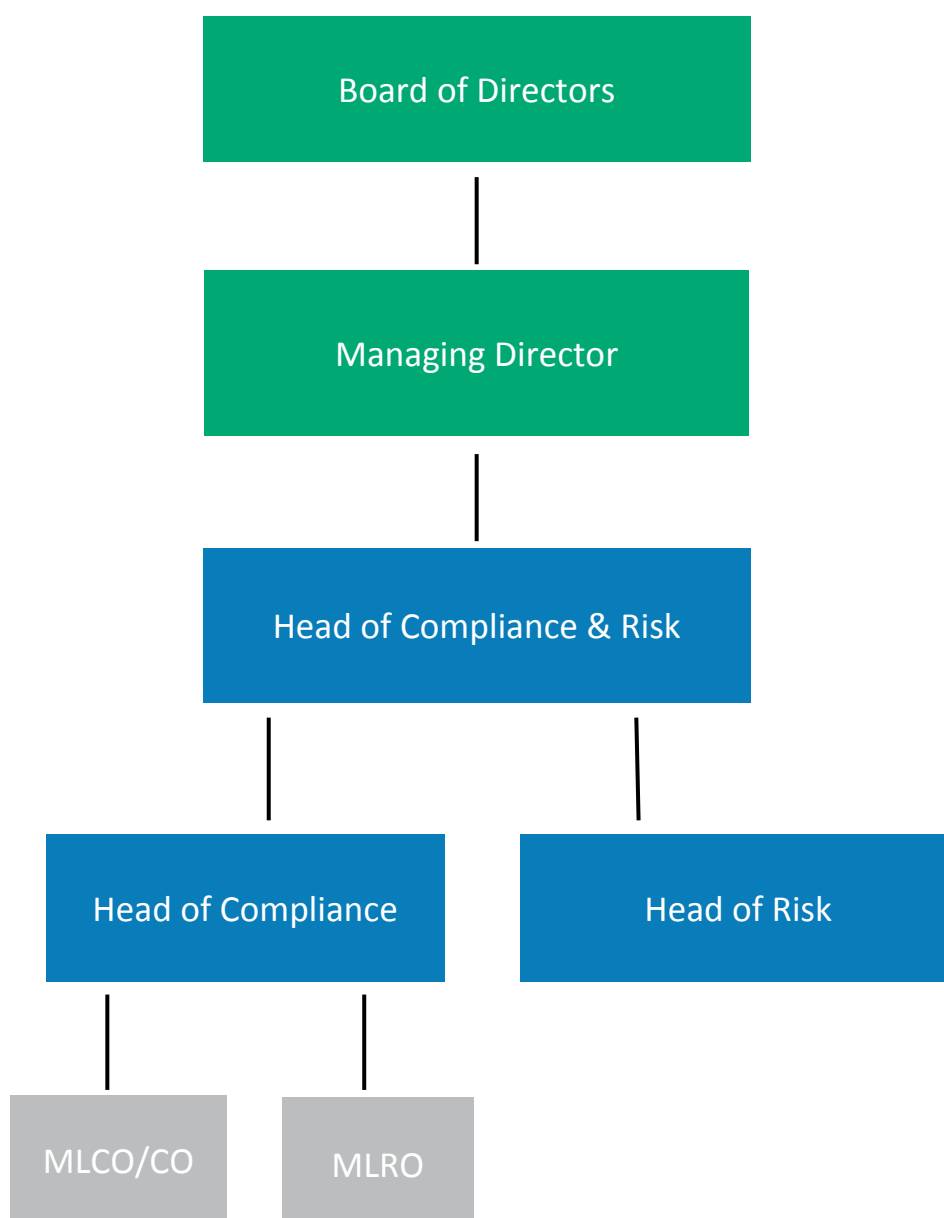 Board of Directors
Managing Director
Head of Compliance & Risk
Head of Compliance
Head of Risk
MLCO/CO
MLRO